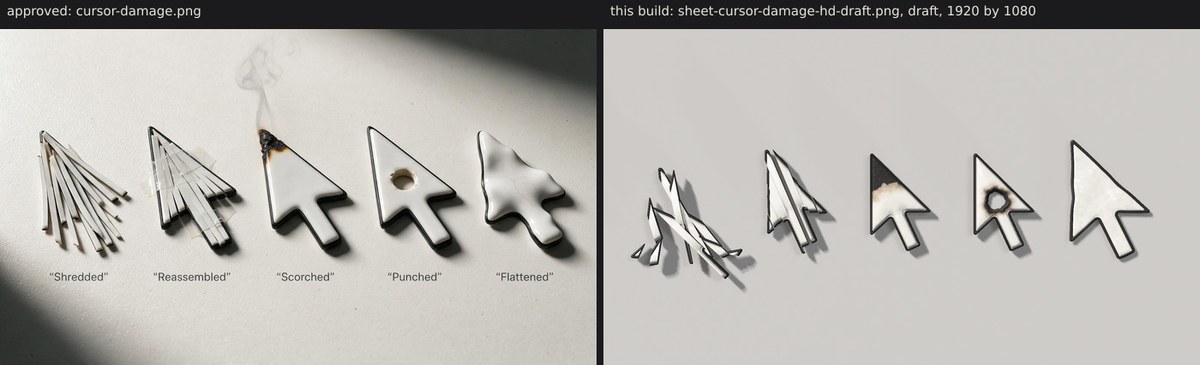 approved: cursor-damage.png
this build: sheet-cursor-damage-hd-draft.png, draft, 1920 by 1080
“Shredded” “Reassembled” “Scorched” “Punched” “Flattened”